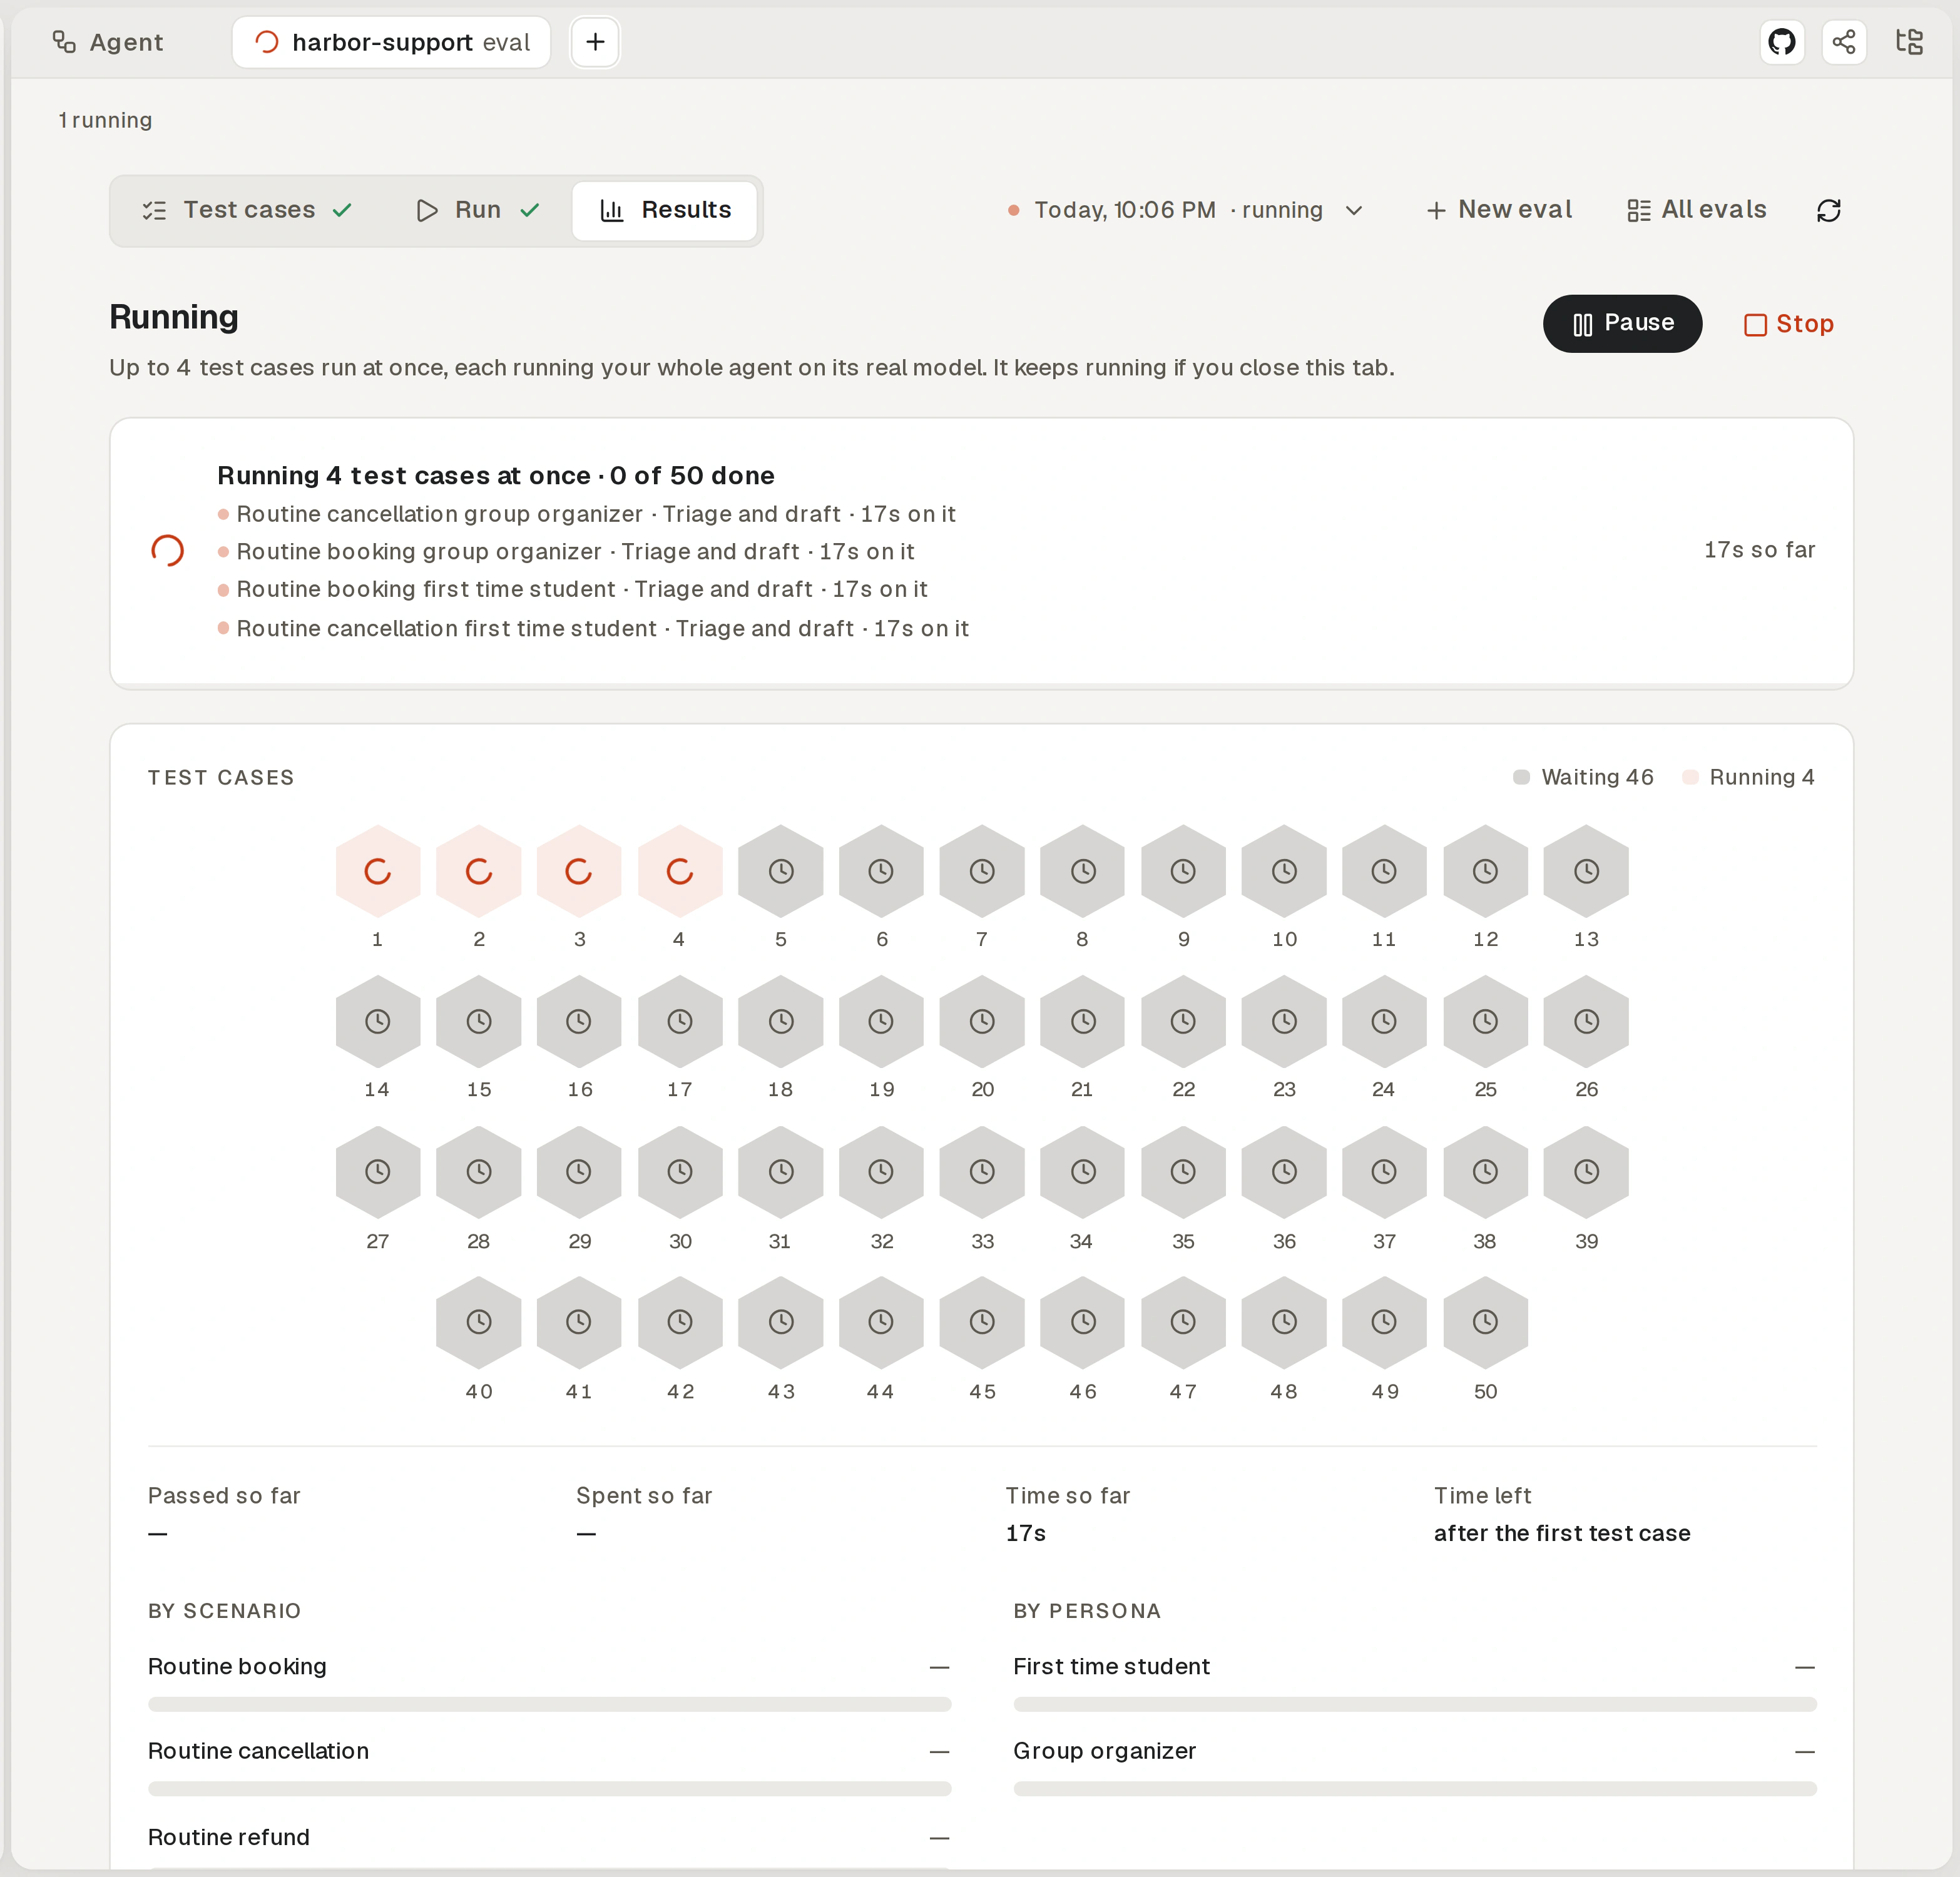 Agent
harbor-support eval
1 running
Test cases
Run
Results
Today, 10:06 PM · running
New eval
All evals
Running
Pause
Stop
Up to 4 test cases run at once, each running your whole agent on its real model. It keeps running if you close this tab.
Running 4 test cases at once · 0 of 50 done
Routine cancellation group organizer · Triage and draft · 17s on it
Routine booking group organizer · Triage and draft · 17s on it
17s so far
Routine booking first time student · Triage and draft · 17s on it
Routine cancellation first time student · Triage and draft · 17s on it
TEST CASES
Waiting 46
Running 4
1 2 3 4 5 6 7 8 9 10 11 12 13
14 15 16 17 18 19 20 21 22 23 24 25 26
27 28 29 30 31 32 33 34 35 36 37 38 39
40 41 42 43 44 45 46 47 48 49 50
Passed so far
—
Spent so far
—
Time so far
17s
Time left
after the first test case
BY SCENARIO
Routine booking —
Routine cancellation —
Routine refund —
BY PERSONA
First time student —
Group organizer —